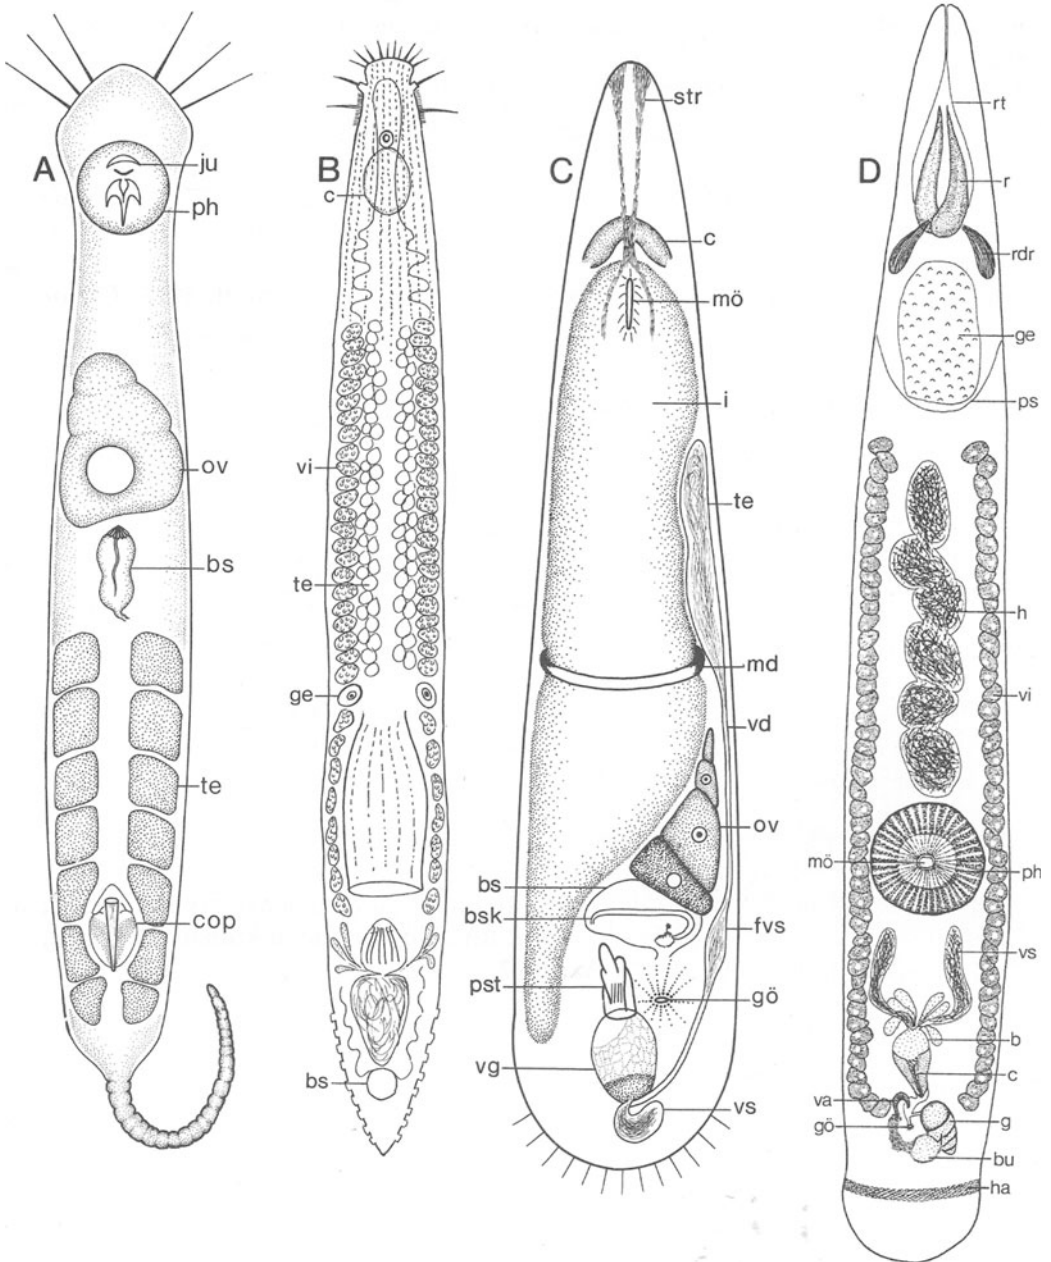 A
ju
ph
ov
bs
te
cop
B
c
vi
te
ge
bs
C
str
c
mö
i
te
md
vd
ov
bs
bsk
fvs
pst
gö
vg
vs
D
rt
r
rdr
ge
ps
h
vi
mö
ph
vs
b
c
va
g
gö
bu
ha